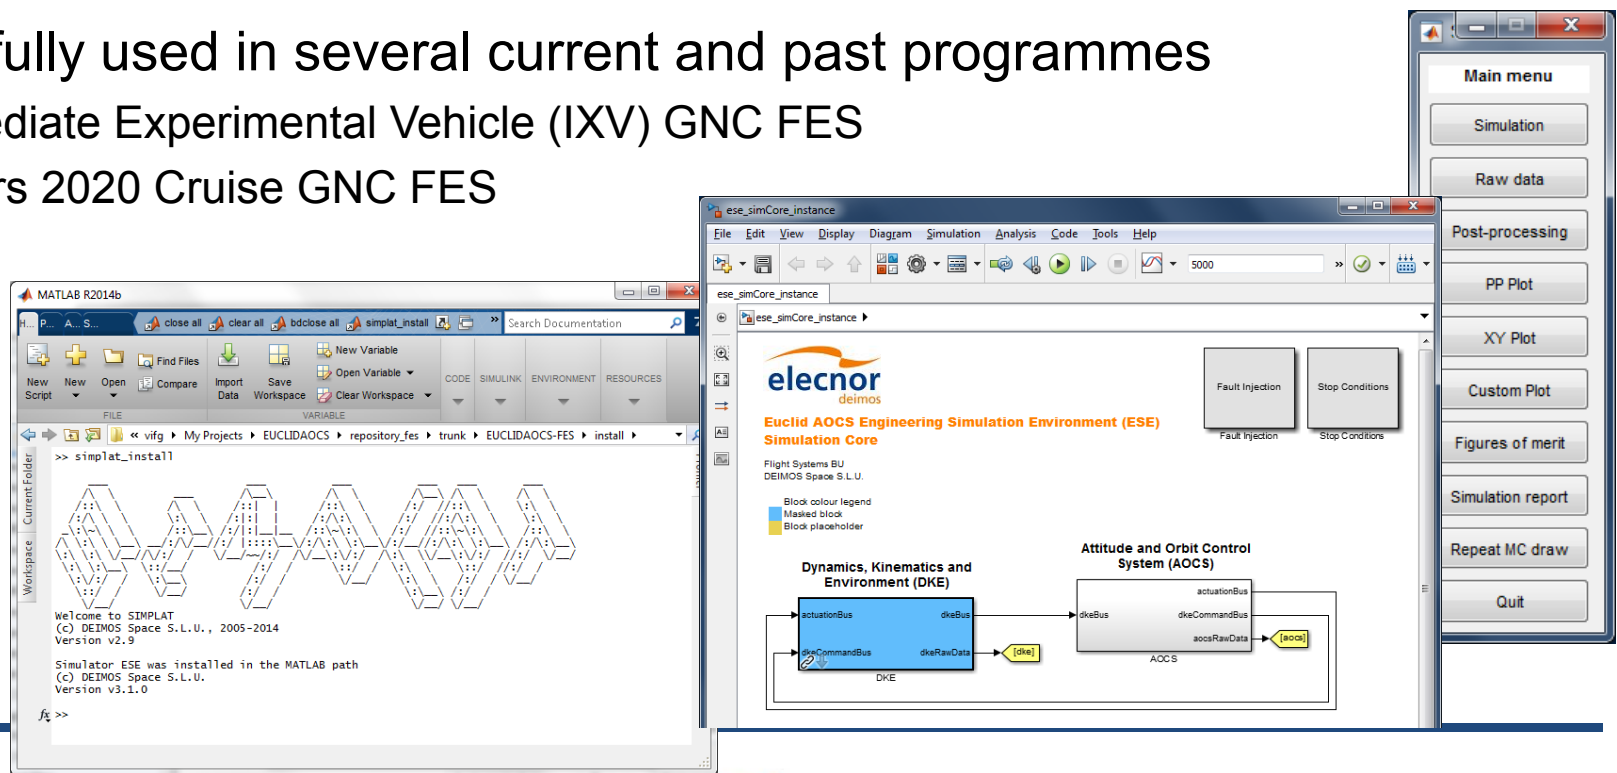 fully used in several current and past programmes
ediate Experimental Vehicle (IXV) GNC FES
rs 2020 Cruise GNC FES
Main menu
Simulation
Raw data
Post-processing
PP Plot
XY Plot
Custom Plot
Figures of merit
Simulation report
Repeat MC draw
Quit
ese_simCore_instance
File Edit View Display Diagram Simulation Analysis Code Tools Help
5000 »
ese_simCore_instance
ese_simCore_instance
elecnor
deimos
Euclid AOCS Engineering Simulation Environment (ESE)
Simulation Core
Flight Systems BU
DEIMOS Space S.L.U.
Block colour legend
Masked block
Block placeholder
Fault Injection
Fault Injection
Stop Conditions
Stop Conditions
Dynamics, Kinematics and
Environment (DKE)
actuationBus
dkeBus
dkeCommandBus
dkeRawData
DKE
[dke]
Attitude and Orbit Control
System (AOCS)
dkeBus
actuationBus
dkeCommandBus
aocsRawData
AOCS
[aocs]
MATLAB R2014b
H... P... A... S...
close all clear all bdclose all simplat_install » Search Documentation
New Script
New
Open
Find Files
Compare
Import Data
Save Workspace
New Variable
Open Variable
Clear Workspace
CODE SIMULINK ENVIRONMENT RESOURCES
FILE VARIABLE
« vifg My Projects EUCLIDAOCS repository_fes trunk EUCLIDAOCS-FES install
Current Folder
Workspace
>> simplat_install
Welcome to SIMPLAT
(c) DEIMOS Space S.L.U., 2005-2014
Version v2.9
Simulator ESE was installed in the MATLAB path
(c) DEIMOS Space S.L.U.
Version v3.1.0
fx >>